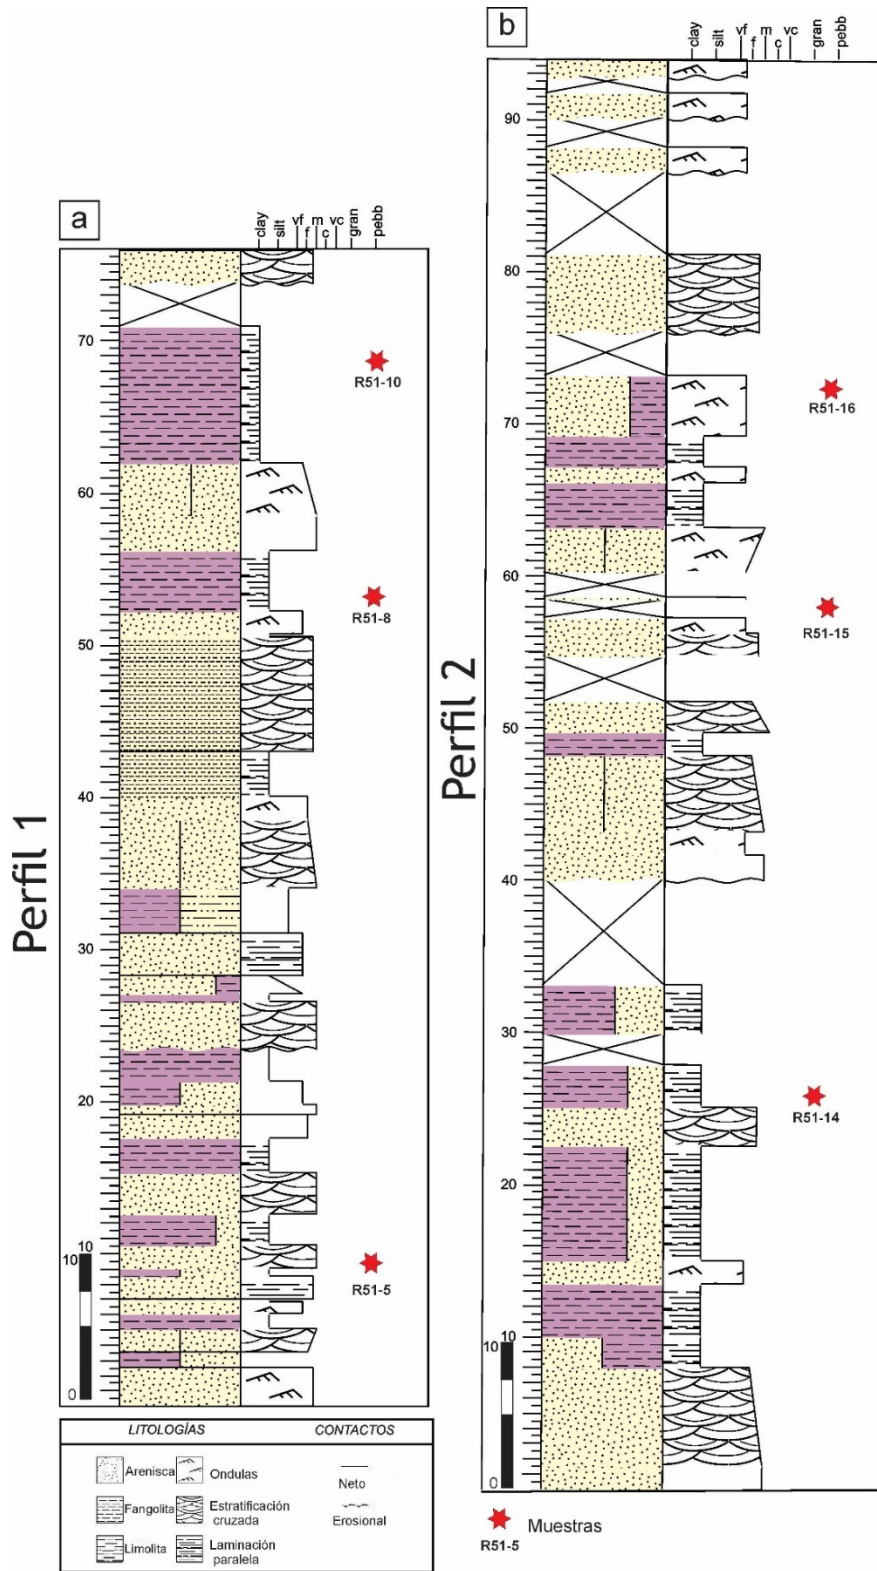 a
clay silt vf f m c vc gran pebb
70
60
50
40
30
20
10
10
0
R51-10
R51-8
R51-5
Perfil 1
LITOLOGÍAS CONTACTOS
Arenisca Ondulas Neto
Fangolita Estratificación cruzada Erosional
Limolita Laminación paralela
b
clay silt vf f m c vc gran pebb
90
80
70
60
50
40
30
20
10
10
0
R51-16
R51-15
R51-14
Perfil 2
R51-5 Muestras